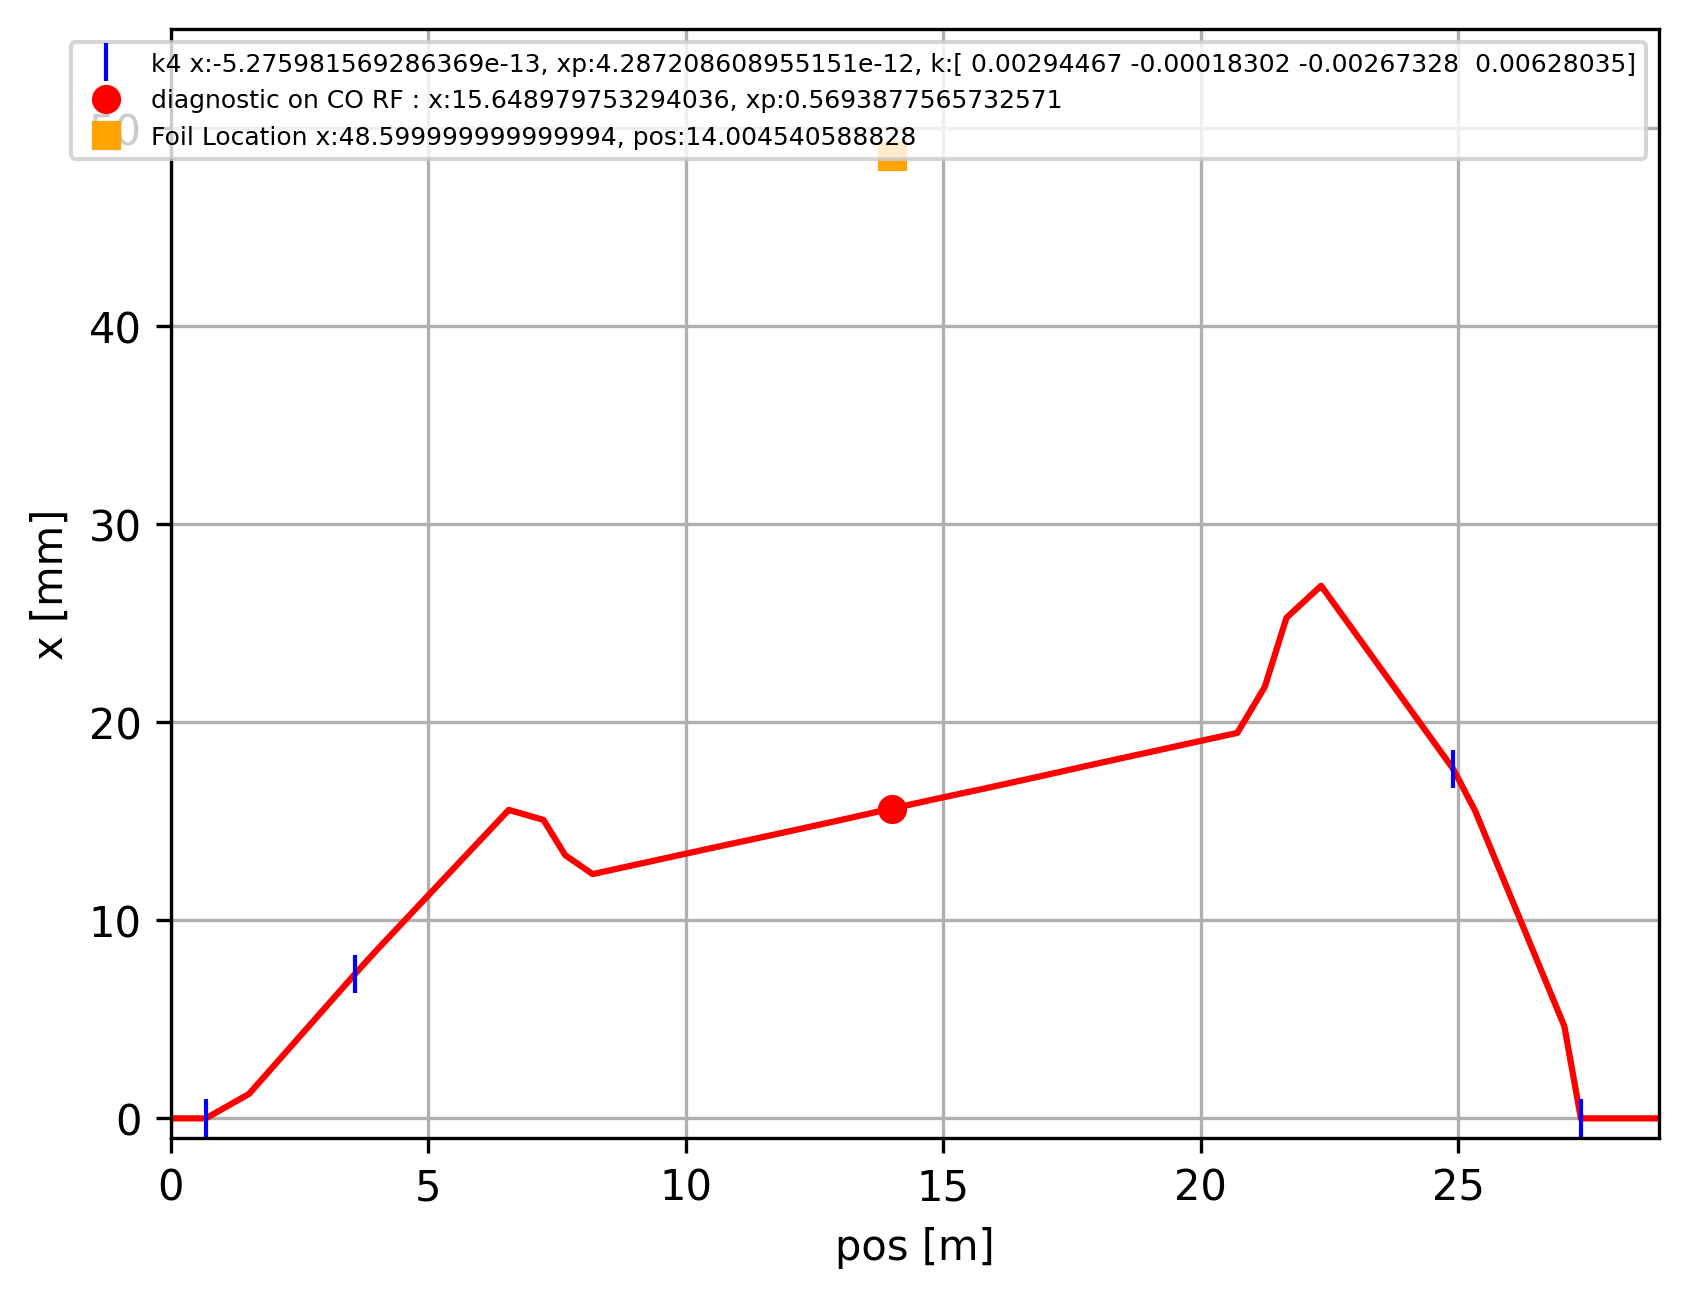 k4 x:-5.275981569286369e-13, xp:4.287208608955151e-12, k:[ 0.00294467 -0.00018302 -0.00267328  0.00628035]
diagnostic on CO RF : x:15.648979753294036, xp:0.5693877565732571
Foil Location x:48.599999999999994, pos:14.004540588828
50
40
30
20
10
0
x [mm]
0 5 10 15 20 25
pos [m]